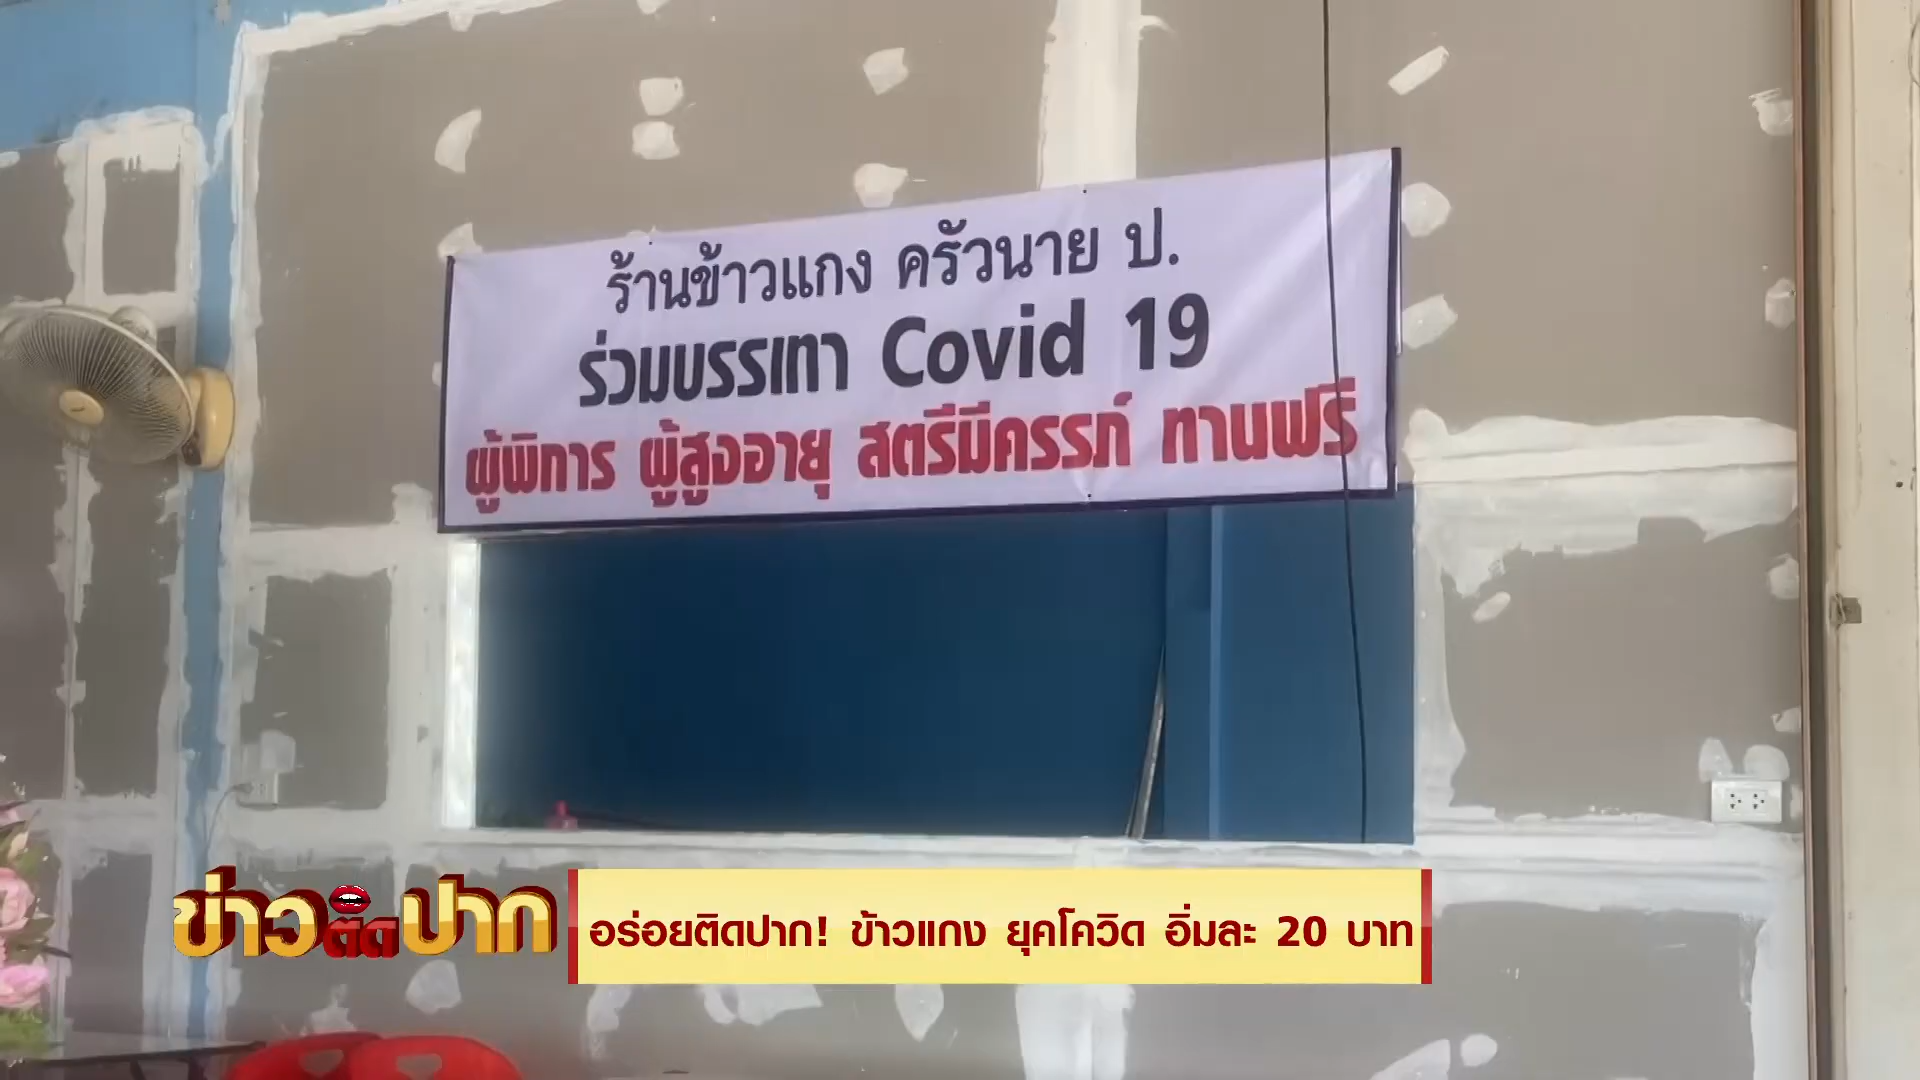 ร้านข้าวแกง ครัวนาย ป.
ร่วมบรรเทา Covid 19
ผู้พิการ ผู้สูงอายุ สตรีมีครรภ์ ทานฟรี
ข่าวติดปาก
อร่อยติดปาก! ข้าวแกง ยุคโควิด อิ่มละ 20 บาท